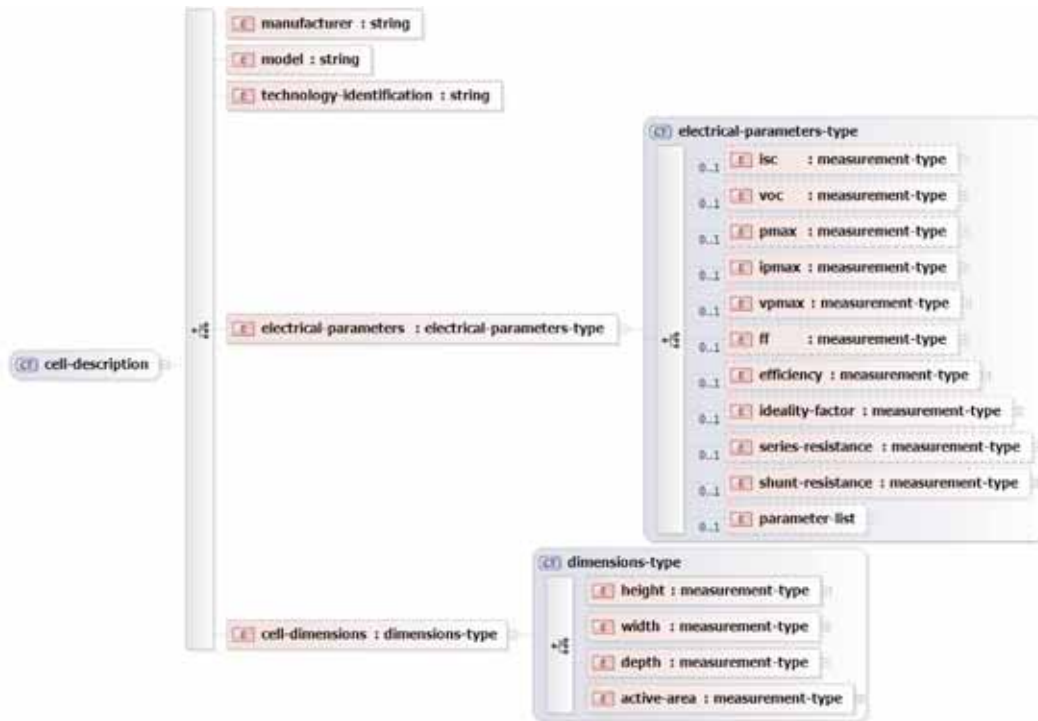 E manufacturer : string
E model : string
E technology-identification : string
CT electrical-parameters-type
0..1 E isc : measurement-type
0..1 E voc : measurement-type
0..1 E pmax : measurement-type
0..1 E ipmax : measurement-type
0..1 E vpmax : measurement-type
E electrical-parameters : electrical-parameters-type
0..1 E ff : measurement-type
CT cell-description
0..1 E efficiency : measurement-type
0..1 E ideality-factor : measurement-type
0..1 E series-resistance : measurement-type
0..1 E shunt-resistance : measurement-type
0..1 E parameter-list
CT dimensions-type
E height : measurement-type
E width : measurement-type
E cell-dimensions : dimensions-type
E depth : measurement-type
E active-area : measurement-type